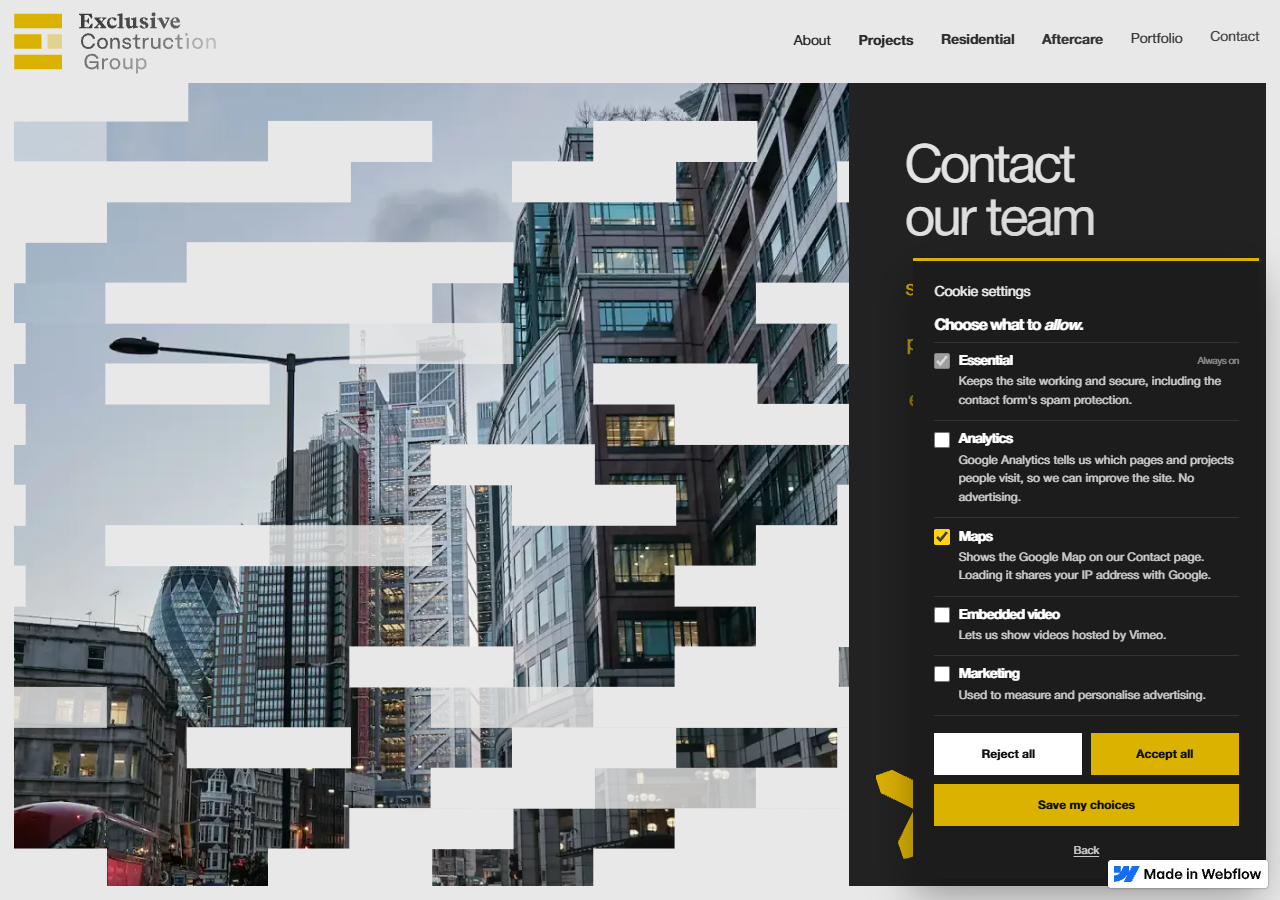 Exclusive
Construction
Group
About
Projects
Residential
Aftercare
Portfolio
Contact
Contact
our team
Cookie settings
Choose what to allow.
Essential
Always on
Keeps the site working and secure, including the
contact form's spam protection.
Analytics
Google Analytics tells us which pages and projects
people visit, so we can improve the site. No
advertising.
Maps
Shows the Google Map on our Contact page.
Loading it shares your IP address with Google.
Embedded video
Lets us show videos hosted by Vimeo.
Marketing
Used to measure and personalise advertising.
Reject all
Accept all
Save my choices
Back
Made in Webflow